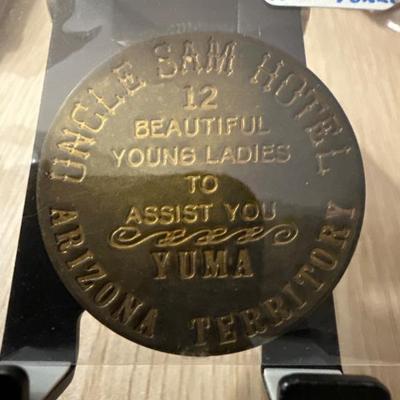 UNCLE SAM HOTEL
12
BEAUTIFUL
YOUNG LADIES
TO
ASSIST YOU
YUMA
ARIZONA TERRITORY